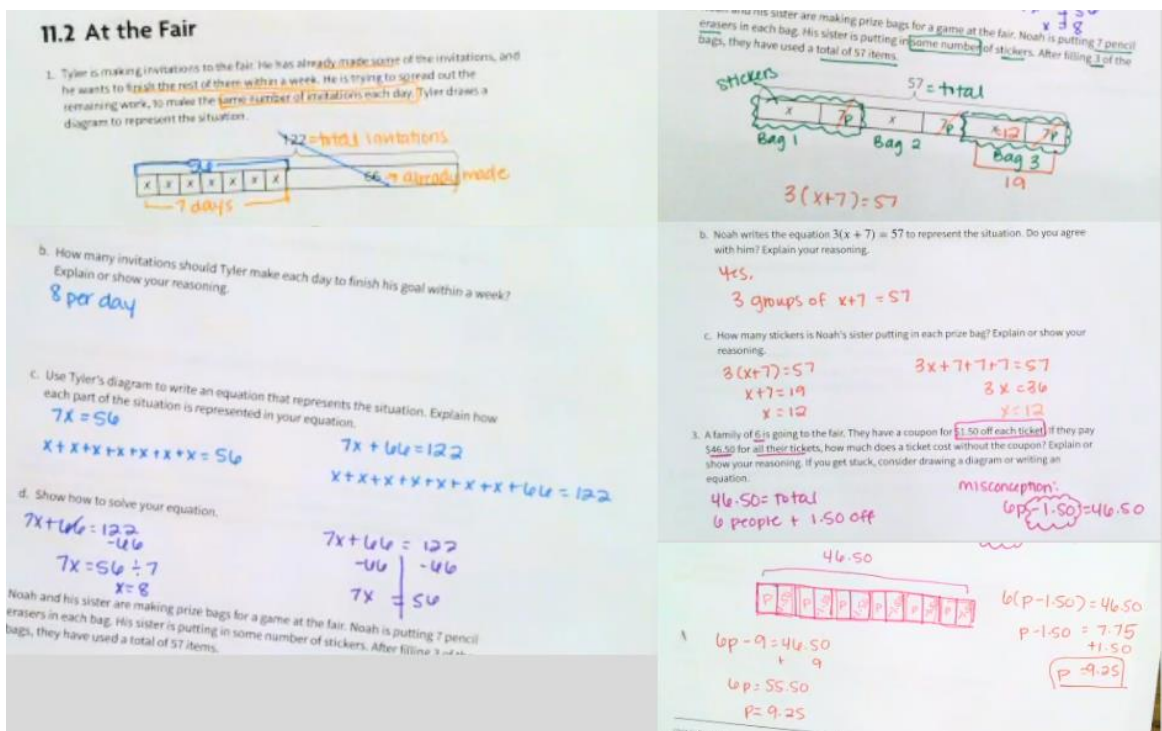 11.2 At the Fair
1. Tyler is making invitations to the fair. He has already made some of the invitations, and
he wants to finish the rest of them within a week. He is trying to spread out the
remaining work, to make the same number of invitations each day. Tyler draws a
diagram to represent the situation.
122 = total invitations
56
x x x x x x x
66 → already made
7 days
b. How many invitations should Tyler make each day to finish his goal within a week?
Explain or show your reasoning.
8 per day
c. Use Tyler's diagram to write an equation that represents the situation. Explain how
each part of the situation is represented in your equation.
7x = 56
7x + 66 = 122
x + x + x + x + x + x + x = 56
x + x + x + x + x + x + x + 66 = 122
d. Show how to solve your equation.
7x + 66 = 122
-66
7x = 56 ÷ 7
x = 8
7x + 66 = 122
-66 -66
7x = 56
Noah and his sister are making prize bags for a game at the fair. Noah is putting 7 pencil
erasers in each bag. His sister is putting in some number of stickers. After filling 3 of the
bags, they have used a total of 57 items.
his sister are making prize bags for a game at the fair. Noah is putting 7 pencil
erasers in each bag. His sister is putting in some number of stickers. After filling 3 of the
bags, they have used a total of 57 items.
stickers
57 = total
x 7p x 7p 12 7p
Bag 1 Bag 2 Bag 3
19
3(x+7)=57
b. Noah writes the equation 3(x + 7) = 57 to represent the situation. Do you agree
with him? Explain your reasoning.
Yes.
3 groups of x+7 = 57
c. How many stickers is Noah's sister putting in each prize bag? Explain or show your
reasoning.
3(x+7)=57
x+7=19
x=12
3x+7+7+7=57
3x=36
x=12
3. A family of 6 is going to the fair. They have a coupon for $1.50 off each ticket. If they pay
$46.50 for all their tickets, how much does a ticket cost without the coupon? Explain or
show your reasoning. If you get stuck, consider drawing a diagram or writing an
equation.
46.50 = total
6 people + 1.50 off
misconception:
6p-1.50=46.50
46.50
p p p p p p
6p-9=46.50
+ 9
6p=55.50
p=9.25
6(p-1.50)=46.50
p-1.50 = 7.75
+1.50
p = 9.25